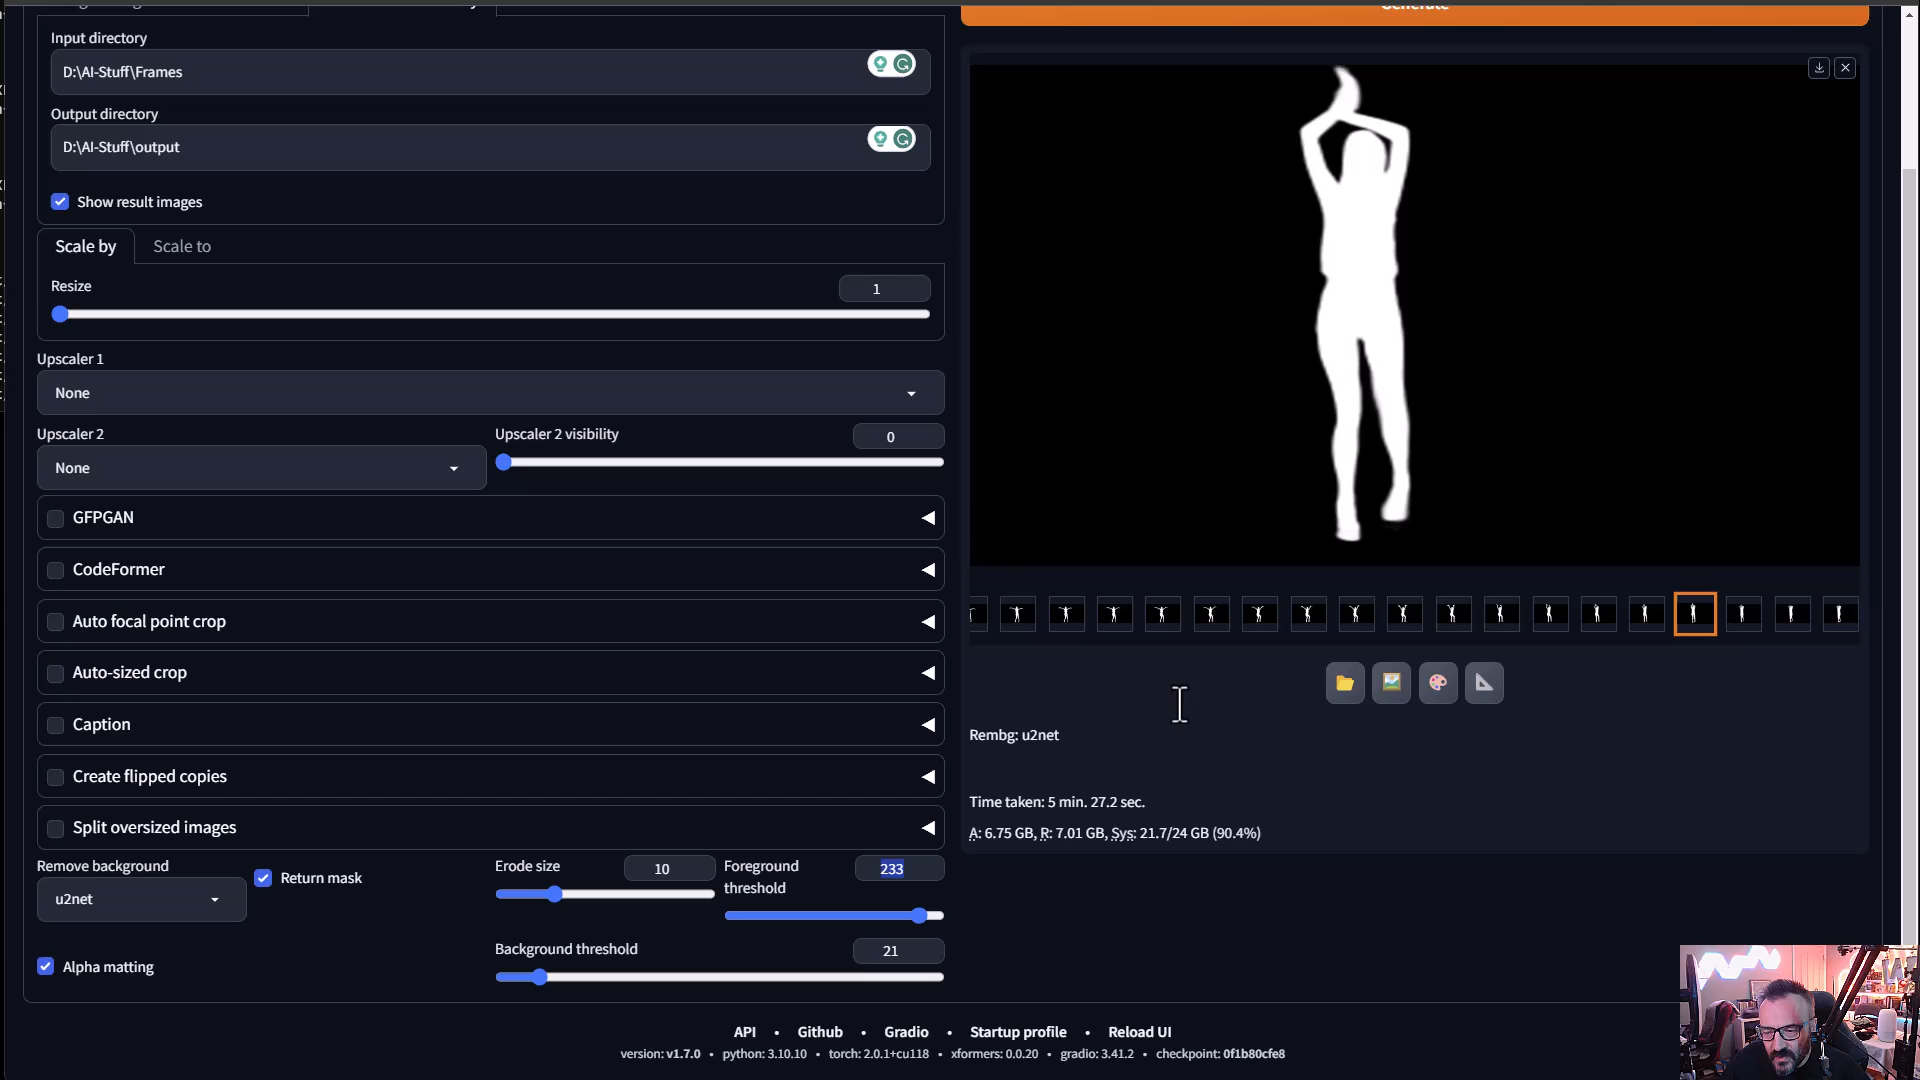 Generate
Input directory
D:\AI-Stuff\Frames
Output directory
D:\AI-Stuff\output
Show result images
Scale by
Scale to
Resize
1
Upscaler 1
None
Upscaler 2
None
Upscaler 2 visibility
0
GFPGAN
CodeFormer
Auto focal point crop
Auto-sized crop
Caption
Create flipped copies
Split oversized images
Remove background
u2net
Return mask
Alpha matting
Erode size
10
Foreground
threshold
233
Background threshold
21
Rembg: u2net
Time taken: 5 min. 27.2 sec.
A: 6.75 GB, R: 7.01 GB, Sys: 21.7/24 GB (90.4%)
API • Github • Gradio • Startup profile • Reload UI
version: v1.7.0 • python: 3.10.10 • torch: 2.0.1+cu118 • xformers: 0.0.20 • gradio: 3.41.2 • checkpoint: 0f1b80cfe8